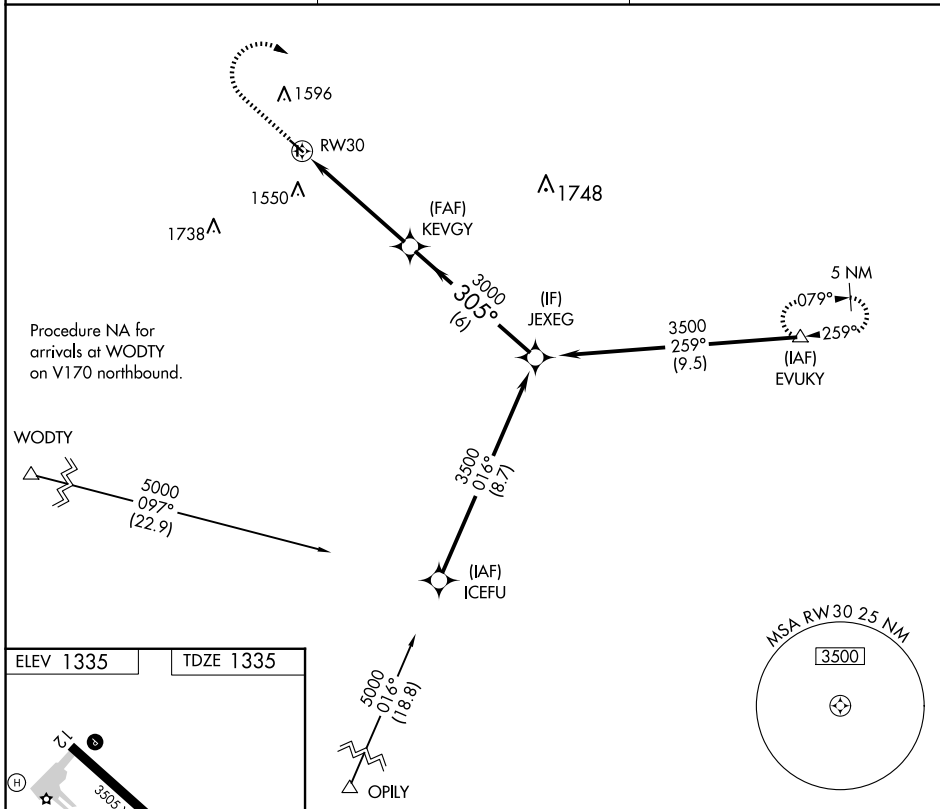 1596
RW30
1550
1748
1738
(FAF)
KEVGY
5 NM
079°
259°
3000
305°
(6)
(IF)
JEXEG
3500
259°
(9.5)
(IAF)
EVUKY
Procedure NA for
arrivals at WODTY
on V170 northbound.
WODTY
5000
097°
(22.9)
3500
016°
(8.7)
(IAF)
ICEFU
MSA RW30 25 NM
3500
ELEV 1335
TDZE 1335
5000
016°
(18.8)
OPILY
12
P
H
3505